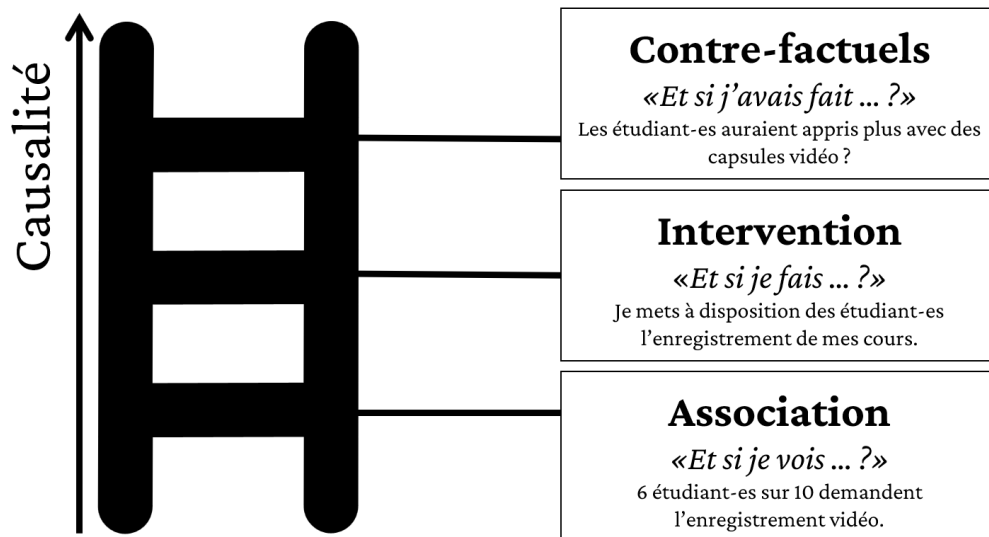 Causalité
Contre-factuels
«Et si j’avais fait ... ?»
Les étudiant-es auraient appris plus avec des
capsules vidéo ?
Intervention
«Et si je fais ... ?»
Je mets à disposition des étudiant-es
l’enregistrement de mes cours.
Association
«Et si je vois ... ?»
6 étudiant-es sur 10 demandent
l’enregistrement vidéo.